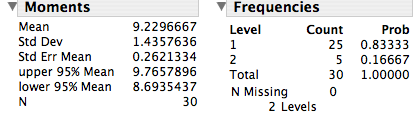 Moments
Mean 9.2296667
Std Dev 1.4357636
Std Err Mean 0.2621334
upper 95% Mean 9.7657896
lower 95% Mean 8.6935437
N 30
Frequencies
Level Count Prob
1 25 0.83333
2 5 0.16667
Total 30 1.00000
N Missing 0
2 Levels